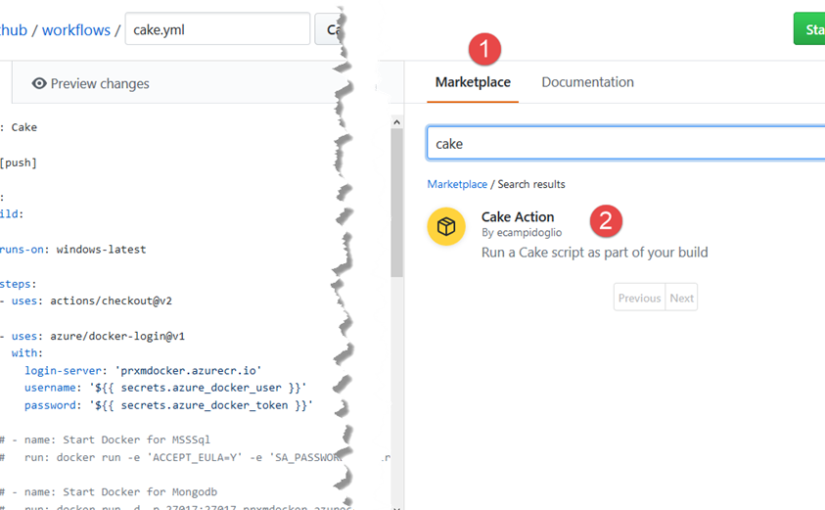 hub / workflows / cake.yml
Preview changes
: Cake
[push]
:
ild:
runs-on: windows-latest
steps:
- uses: actions/checkout@v2
- uses: azure/docker-login@v1
with:
login-server: 'prxmdocker.azurecr.io'
username: '${{ secrets.azure_docker_user }}'
password: '${{ secrets.azure_docker_token }}'
# - name: Start Docker for MSSSql
# run: docker run -e 'ACCEPT_EULA=Y' -e 'SA_PASSWO
# - name: Start Docker for Mongodb
# run: docker run -d -p 27017:27017 prxmdocker.azurec
1
Sta
Marketplace Documentation
cake
Marketplace / Search results
Cake Action 2
By ecampidoglio
Run a Cake script as part of your build
Previous Next